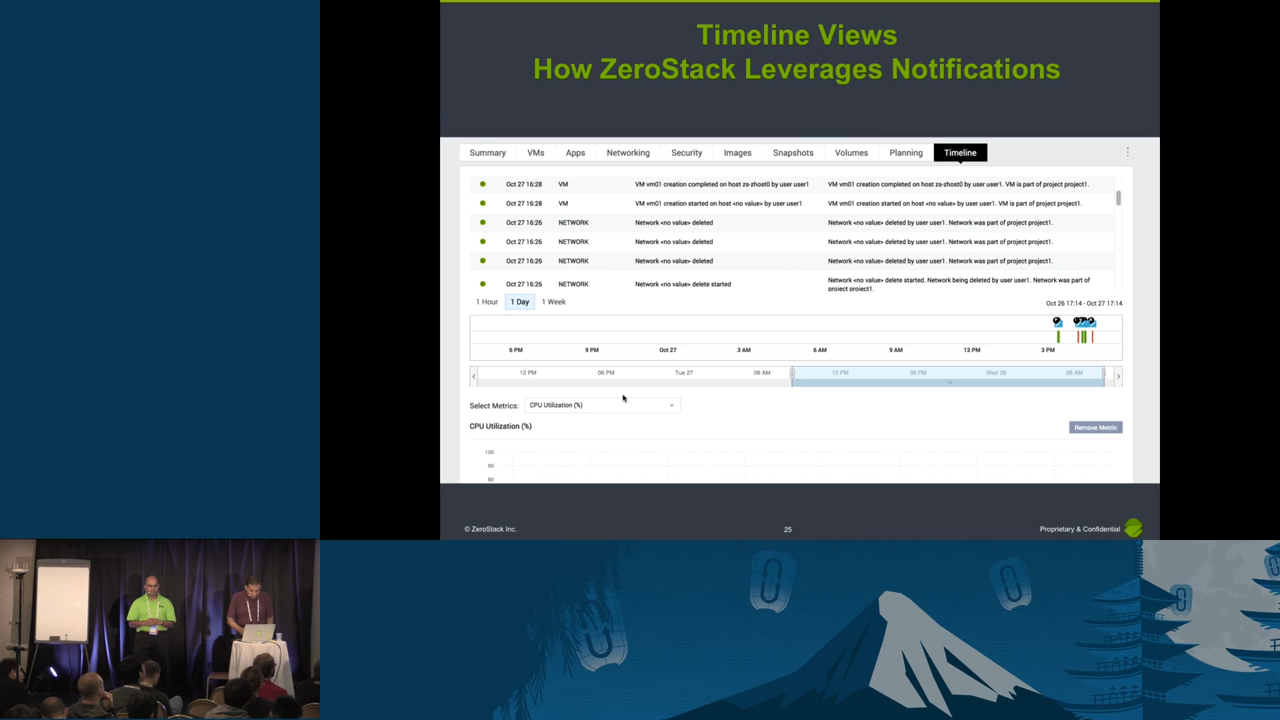 Timeline Views
How ZeroStack Leverages Notifications
Summary VMs Apps Networking Security Images Snapshots Volumes Planning Timeline
Oct 27 16:28 VM VM vm01 creation completed on host zs-zhost0 by user user1 VM vm01 creation completed on host zs-zhost0 by user user1. VM is part of project project1.
Oct 27 16:28 VM VM vm01 creation started on host <no value> by user user1 VM vm01 creation started on host <no value> by user user1. VM is part of project project1.
Oct 27 16:26 NETWORK Network <no value> deleted Network <no value> deleted by user user1. Network was part of project project1.
Oct 27 16:26 NETWORK Network <no value> deleted Network <no value> deleted by user user1. Network was part of project project1.
Oct 27 16:26 NETWORK Network <no value> deleted Network <no value> deleted by user user1. Network was part of project project1.
Oct 27 16:26 NETWORK Network <no value> delete started Network <no value> delete started. Network being deleted by user user1. Network was part of
project project1.
1 Hour 1 Day 1 Week Oct 26 17:14 - Oct 27 17:14
6 PM 9 PM Oct 27 3 AM 6 AM 9 AM 12 PM 3 PM
12 PM 06 PM Tue 27 06 AM 12 PM 06 PM Wed 28 06 AM
Select Metrics: CPU Utilization (%)
CPU Utilization (%) Remove Metric
100
90
80
© ZeroStack Inc. 25 Proprietary & Confidential